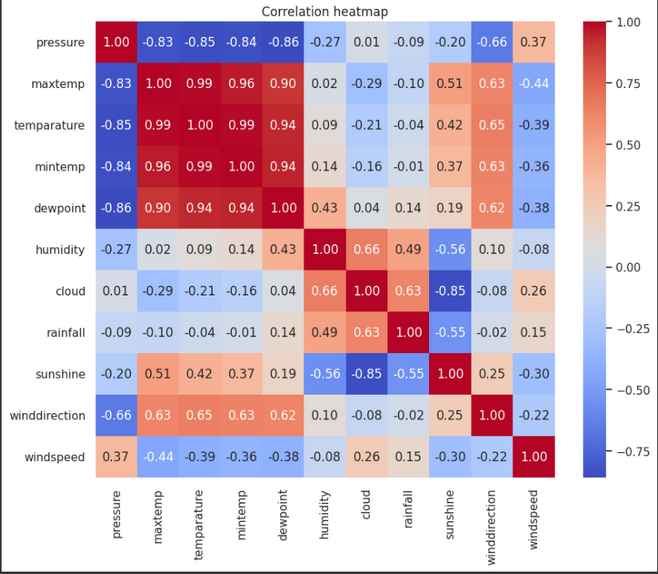 Correlation heatmap
pressure 1.00 -0.83 -0.85 -0.84 -0.86 -0.27 0.01 -0.09 -0.20 -0.66 0.37
maxtemp -0.83 1.00 0.99 0.96 0.90 0.02 -0.29 -0.10 0.51 0.63 -0.44
temparature -0.85 0.99 1.00 0.99 0.94 0.09 -0.21 -0.04 0.42 0.65 -0.39
mintemp -0.84 0.96 0.99 1.00 0.94 0.14 -0.16 -0.01 0.37 0.63 -0.36
dewpoint -0.86 0.90 0.94 0.94 1.00 0.43 0.04 0.14 0.19 0.62 -0.38
humidity -0.27 0.02 0.09 0.14 0.43 1.00 0.66 0.49 -0.56 0.10 -0.08
cloud 0.01 -0.29 -0.21 -0.16 0.04 0.66 1.00 0.63 -0.85 -0.08 0.26
rainfall -0.09 -0.10 -0.04 -0.01 0.14 0.49 0.63 1.00 -0.55 -0.02 0.15
sunshine -0.20 0.51 0.42 0.37 0.19 -0.56 -0.85 -0.55 1.00 0.25 -0.30
winddirection -0.66 0.63 0.65 0.63 0.62 0.10 -0.08 -0.02 0.25 1.00 -0.22
windspeed 0.37 -0.44 -0.39 -0.36 -0.38 -0.08 0.26 0.15 -0.30 -0.22 1.00
pressure maxtemp temparature mintemp dewpoint humidity cloud rainfall sunshine winddirection windspeed
1.00
0.75
0.50
0.25
0.00
−0.25
−0.50
−0.75